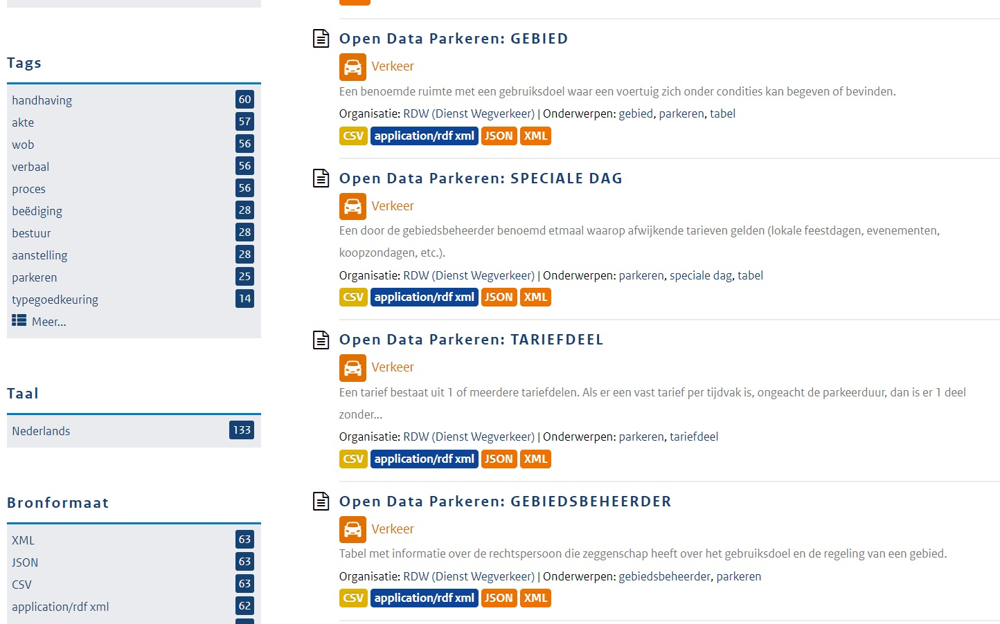 Tags
handhaving 60
akte 57
wob 56
verbaal 56
proces 56
beëdiging 28
bestuur 28
aanstelling 28
parkeren 25
typegoedkeuring 14
Meer...
Taal
Nederlands 133
Bronformaat
XML 63
JSON 63
CSV 63
application/rdf xml 62
Open Data Parkeren: GEBIED
Verkeer
Een benoemde ruimte met een gebruiksdoel waar een voertuig zich onder condities kan begeven of bevinden.
Organisatie: RDW (Dienst Wegverkeer) | Onderwerpen: gebied, parkeren, tabel
CSV application/rdf xml JSON XML
Open Data Parkeren: SPECIALE DAG
Verkeer
Een door de gebiedsbeheerder benoemd etmaal waarop afwijkende tarieven gelden (lokale feestdagen, evenementen,
koopzondagen, etc.).
Organisatie: RDW (Dienst Wegverkeer) | Onderwerpen: parkeren, speciale dag, tabel
CSV application/rdf xml JSON XML
Open Data Parkeren: TARIEFDEEL
Verkeer
Een tarief bestaat uit 1 of meerdere tariefdelen. Als er een vast tarief per tijdvak is, ongeacht de parkeerduur, dan is er 1 deel
zonder...
Organisatie: RDW (Dienst Wegverkeer) | Onderwerpen: parkeren, tariefdeel
CSV application/rdf xml JSON XML
Open Data Parkeren: GEBIEDSBEHEERDER
Verkeer
Tabel met informatie over de rechtspersoon die zeggenschap heeft over het gebruiksdoel en de regeling van een gebied.
Organisatie: RDW (Dienst Wegverkeer) | Onderwerpen: gebiedsbeheerder, parkeren
CSV application/rdf xml JSON XML